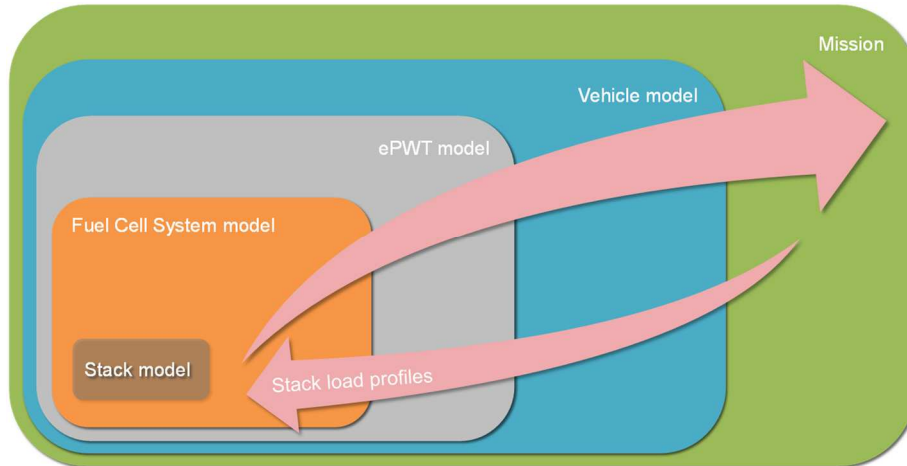 Mission
Vehicle model
ePWT model
Fuel Cell System model
Stack model
Stack load profiles